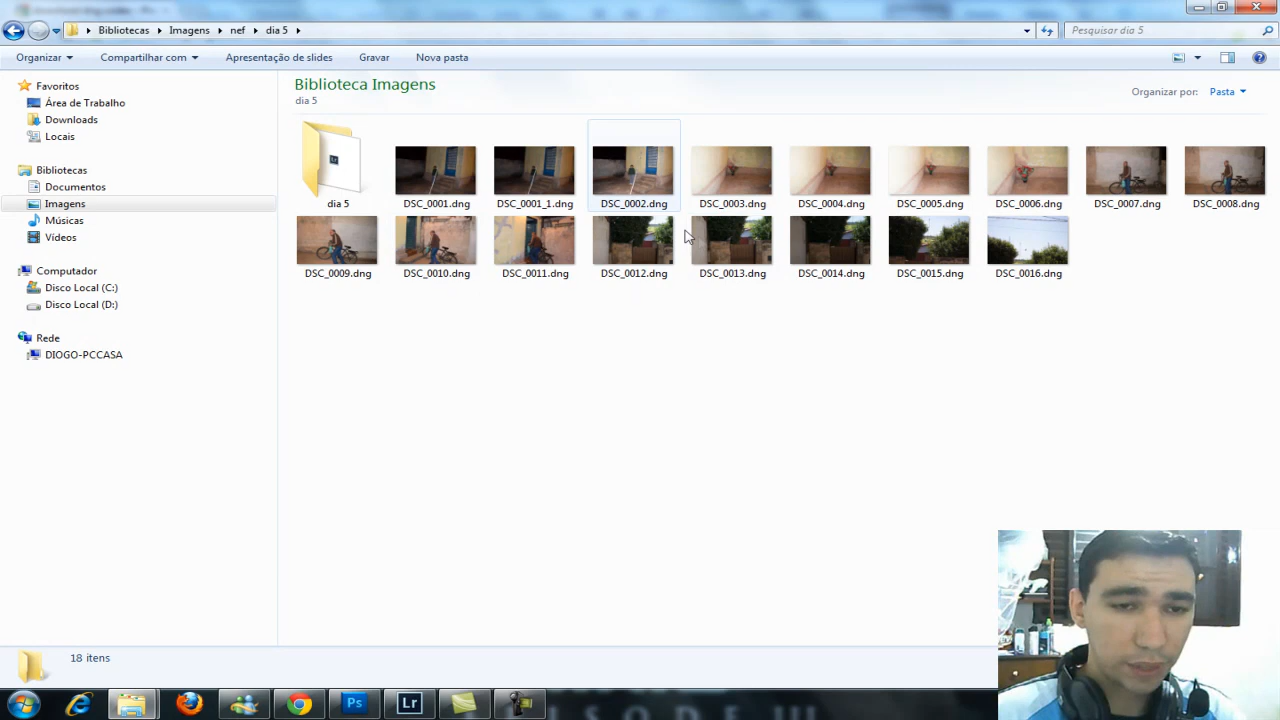 Bibliotecas Imagens nef dia 5
Pesquisar dia 5
Organizar Compartilhar com Apresentação de slides Gravar Nova pasta
Favoritos
Área de Trabalho
Downloads
Locais
Bibliotecas
Documentos
Imagens
Músicas
Vídeos
Computador
Disco Local (C:)
Disco Local (D:)
Rede
DIOGO-PCCASA
Biblioteca Imagens
dia 5
Organizar por: Pasta
dia 5 DSC_0001.dng DSC_0001_1.dng DSC_0002.dng DSC_0003.dng DSC_0004.dng DSC_0005.dng DSC_0006.dng DSC_0007.dng DSC_0008.dng
DSC_0009.dng DSC_0010.dng DSC_0011.dng DSC_0012.dng DSC_0013.dng DSC_0014.dng DSC_0015.dng DSC_0016.dng
18 itens
Ps Lr